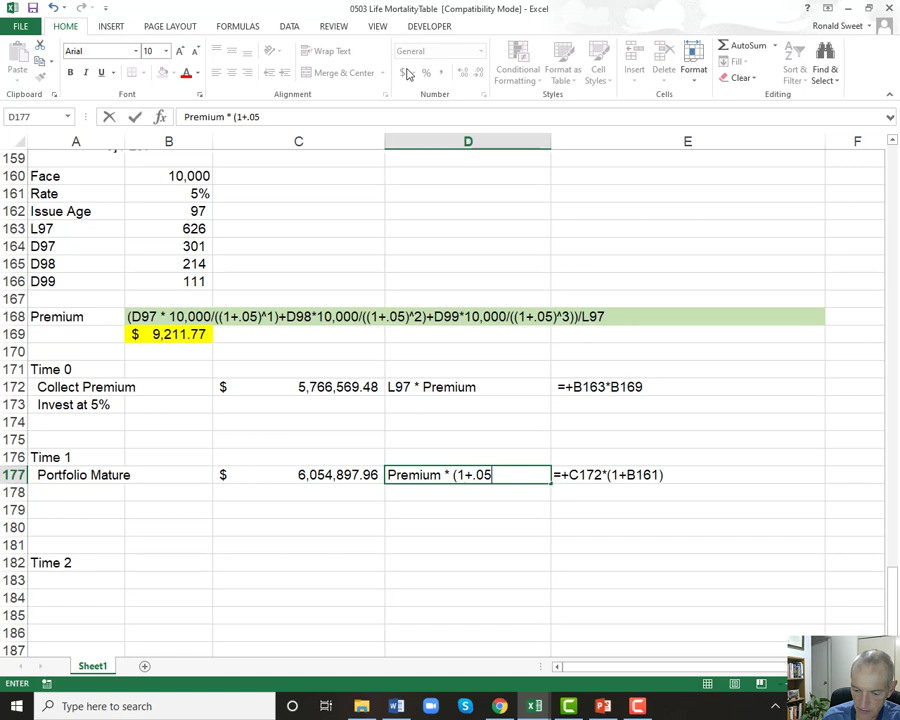 0503 Life MortalityTable [Compatibility Mode] - Excel
FILE HOME INSERT PAGE LAYOUT FORMULAS DATA REVIEW VIEW DEVELOPER Ronald Sweet
Paste Arial 10 Wrap Text General Conditional Format as Cell Insert Delete Format AutoSum Sort & Find &
B I U Merge & Center $ % , Formatting Table Styles Fill Filter Select
Clear
Clipboard Font Alignment Number Styles Cells Editing
D177 fx Premium * (1+.05
A B C D E F
159
160 Face 10,000
161 Rate 5%
162 Issue Age 97
163 L97 626
164 D97 301
165 D98 214
166 D99 111
167
168 Premium (D97 * 10,000/((1+.05)^1)+D98*10,000/((1+.05)^2)+D99*10,000/((1+.05)^3))/L97
169 $ 9,211.77
170
171 Time 0
172 Collect Premium $ 5,766,569.48 L97 * Premium =+B163*B169
173 Invest at 5%
174
175
176 Time 1
177 Portfolio Mature $ 6,054,897.96 Premium * (1+.05 =+C172*(1+B161)
178
179
180
181
182 Time 2
183
184
185
186
187
Sheet1
ENTER
Type here to search